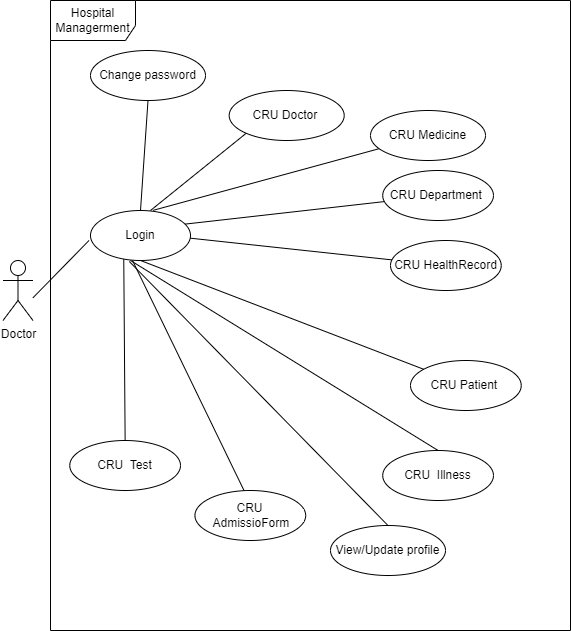 Hospital
Managerment
Change password
CRU Doctor
CRU Medicine
CRU Department
Login
CRU HealthRecord
Doctor
CRU Patient
CRU Test
CRU Illness
CRU
AdmissioForm
View/Update profile